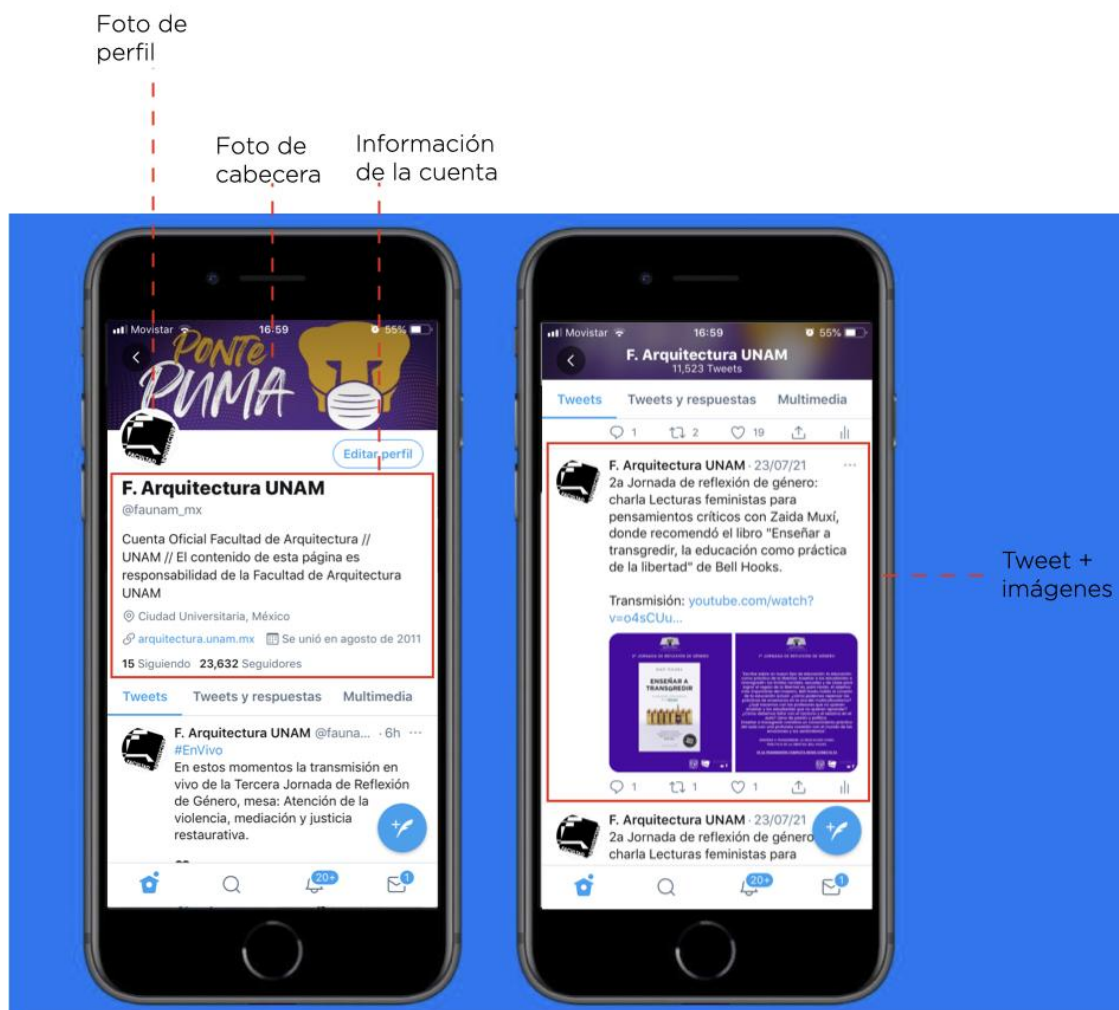 Foto de
perfil
Foto de
cabecera
Información
de la cuenta
Movistar 16:59 55%
PONTE
PUMA
Editar perfil
F. Arquitectura UNAM
@faunam_mx
Cuenta Oficial Facultad de Arquitectura //
UNAM // El contenido de esta página es
responsabilidad de la Facultad de Arquitectura
UNAM
Ciudad Universitaria, México
arquitectura.unam.mx Se unió en agosto de 2011
15 Siguiendo 23,632 Seguidores
Tweets Tweets y respuestas Multimedia
F. Arquitectura UNAM @fauna... · 6h
#EnVivo
En estos momentos la transmisión en
vivo de la Tercera Jornada de Reflexión
de Género, mesa: Atención de la
violencia, mediación y justicia
restaurativa.
20+ 1
Movistar 16:59 55%
F. Arquitectura UNAM
11,523 Tweets
Tweets Tweets y respuestas Multimedia
1 2 19
F. Arquitectura UNAM · 23/07/21
2a Jornada de reflexión de género:
charla Lecturas feministas para
pensamientos críticos con Zaida Muxí,
donde recomendó el libro "Enseñar a
transgredir, la educación como práctica
de la libertad" de Bell Hooks.
Transmisión: youtube.com/watch?
v=o4sCUu...
ENSEÑAR A
TRANSGREDIR
1 1 1
F. Arquitectura UNAM · 23/07/21
2a Jornada de reflexión de género
charla Lecturas feministas para
20+ 1
Tweet +
imágenes